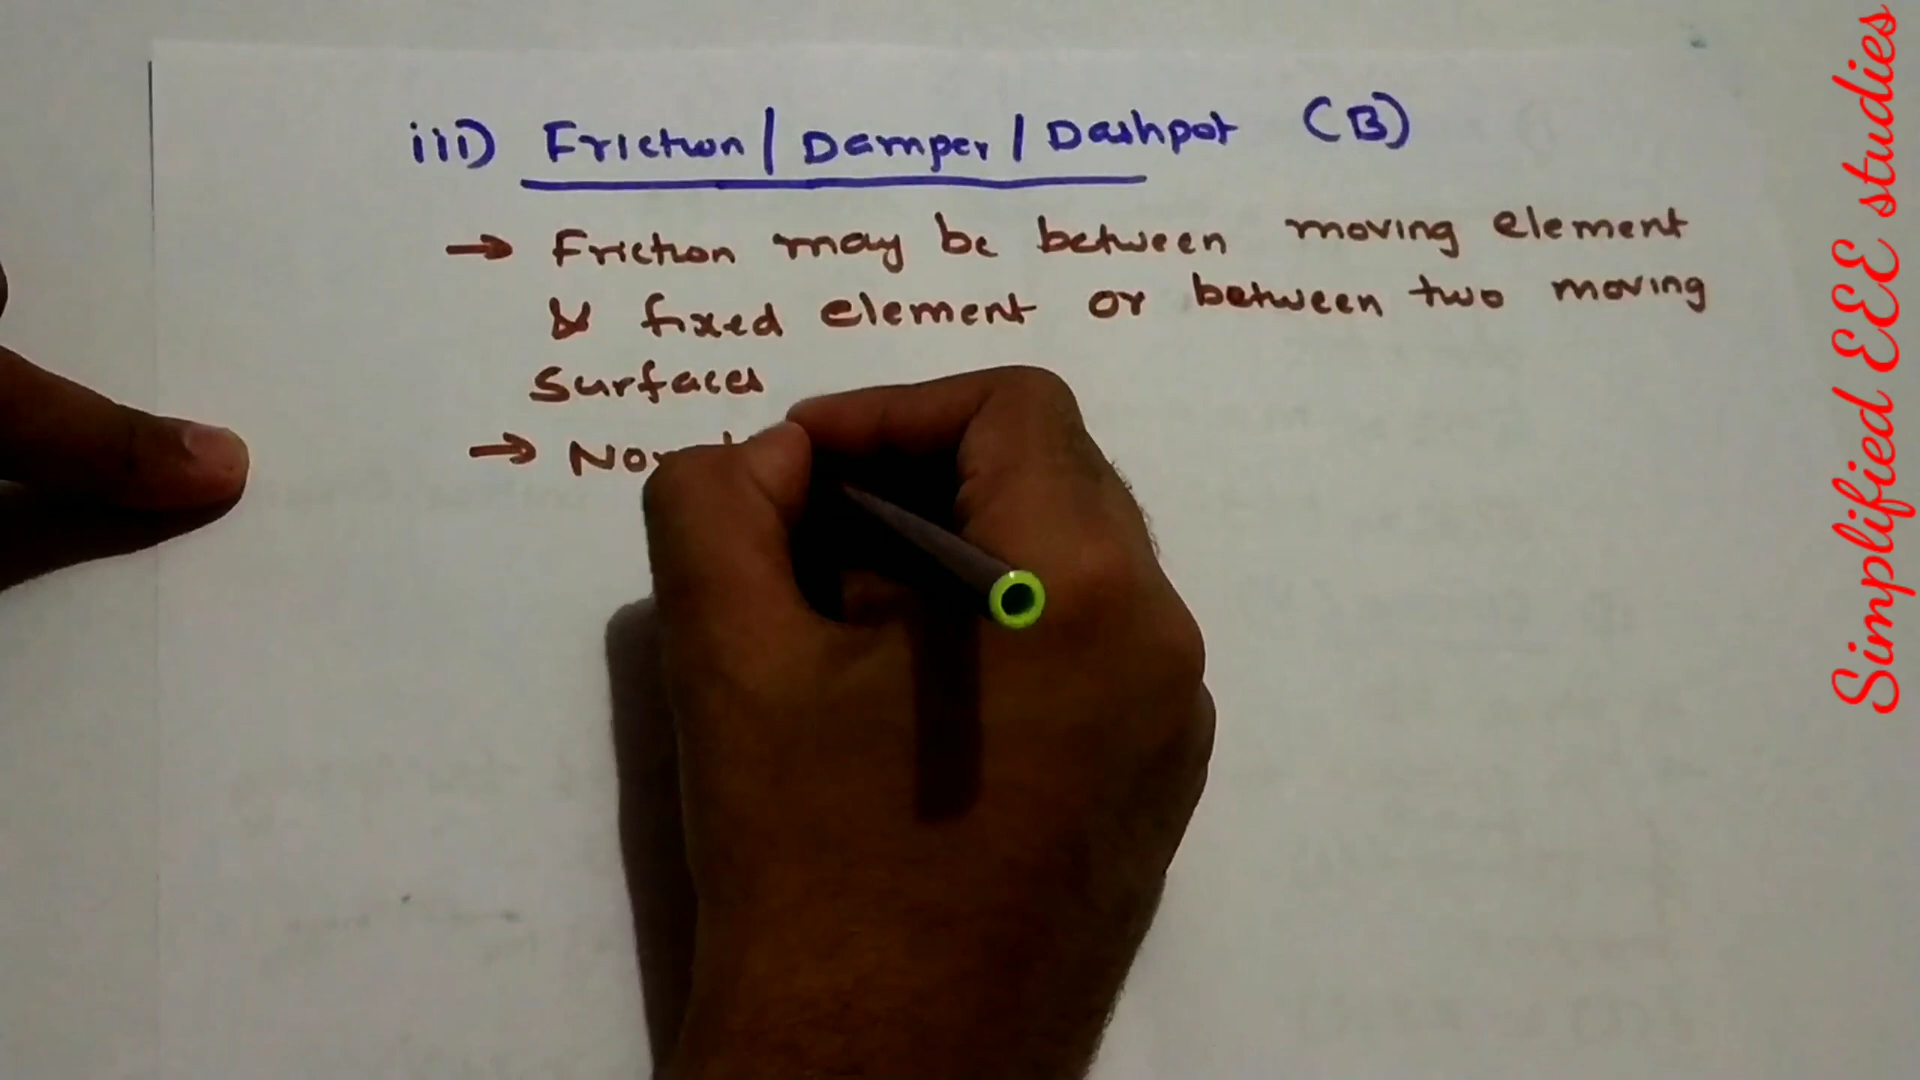 iii) Friction / Damper / Dashpot (B)
→ Friction may be between moving element
& fixed element or between two moving
surfaces
→
Simplified EEE studies